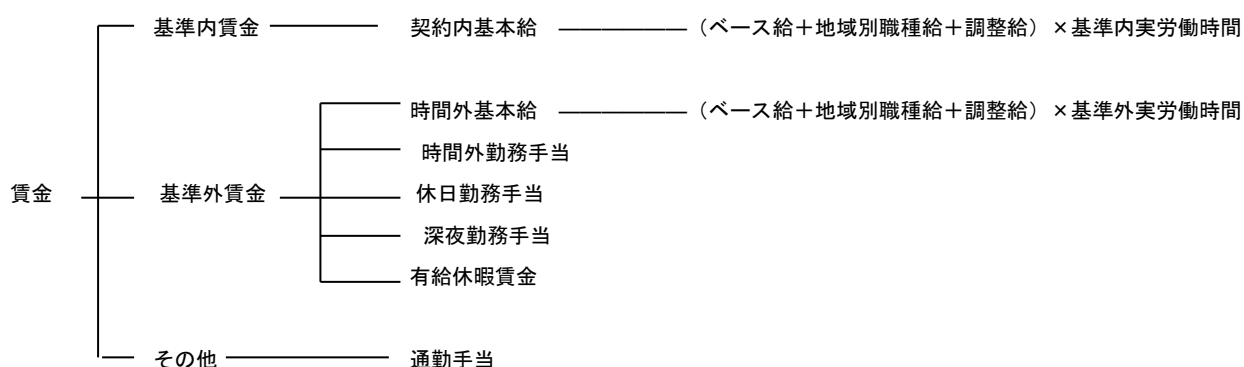 基準内賃金 契約内基本給 （ベース給＋地域別職種給＋調整給）×基準内実労働時間
時間外基本給 （ベース給＋地域別職種給＋調整給）×基準外実労働時間
時間外勤務手当
賃金 基準外賃金 休日勤務手当
深夜勤務手当
有給休暇賃金
その他 通勤手当